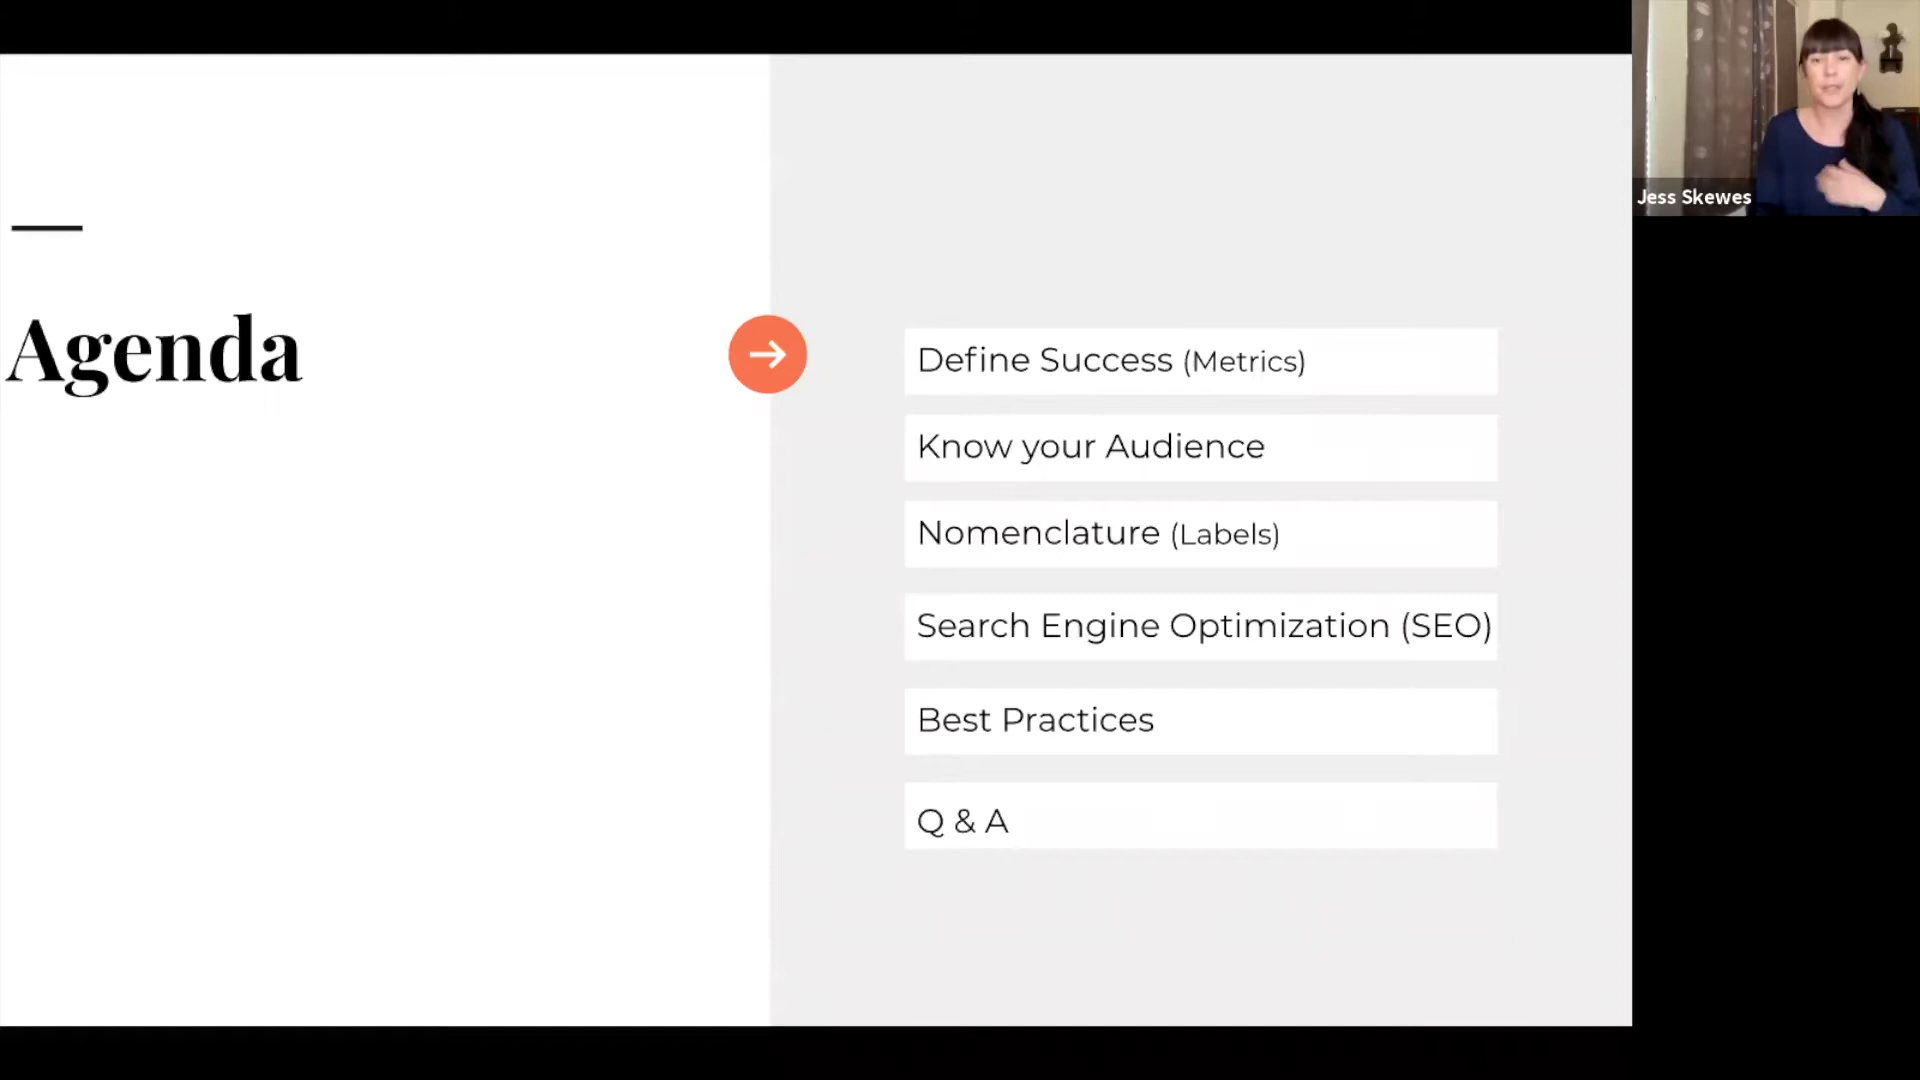 Agenda
Define Success (Metrics)
Know your Audience
Nomenclature (Labels)
Search Engine Optimization (SEO)
Best Practices
Q & A
Jess Skewes